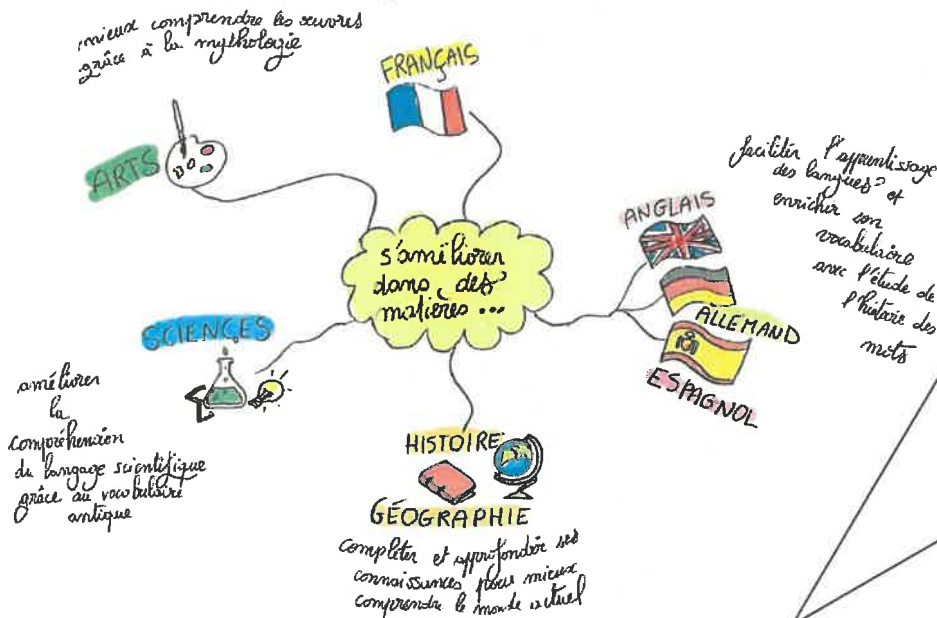 mieux comprendre les œuvres
grâce à la mythologie
FRANÇAIS
ARTS
faciliter l'apprentissage
des langues et
enrichir son
vocabulaire
avec l'étude de
l'histoire des
mots
ANGLAIS
ALLEMAND
ESPAGNOL
s'améliorer
dans des
matières ...
SCIENCES
améliorer
la
compréhension
du langage scientifique
grâce au vocabulaire
antique
HISTOIRE
GÉOGRAPHIE
compléter et approfondir ses
connaissances pour mieux
comprendre le monde actuel